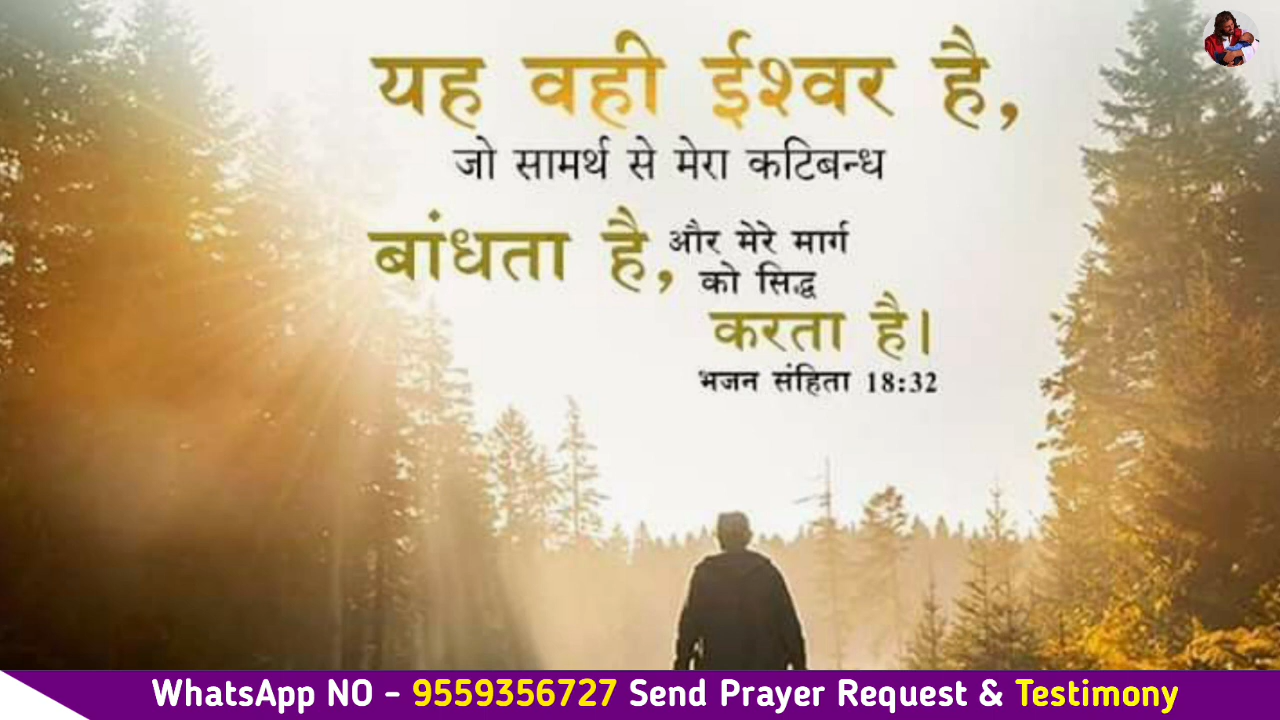 यह वही ईश्वर है,
जो सामर्थ से मेरा कटिबन्ध
बांधता है, और मेरे मार्ग
को सिद्ध
करता है।
भजन संहिता 18:32
WhatsApp NO - 9559356727 Send Prayer Request & Testimony